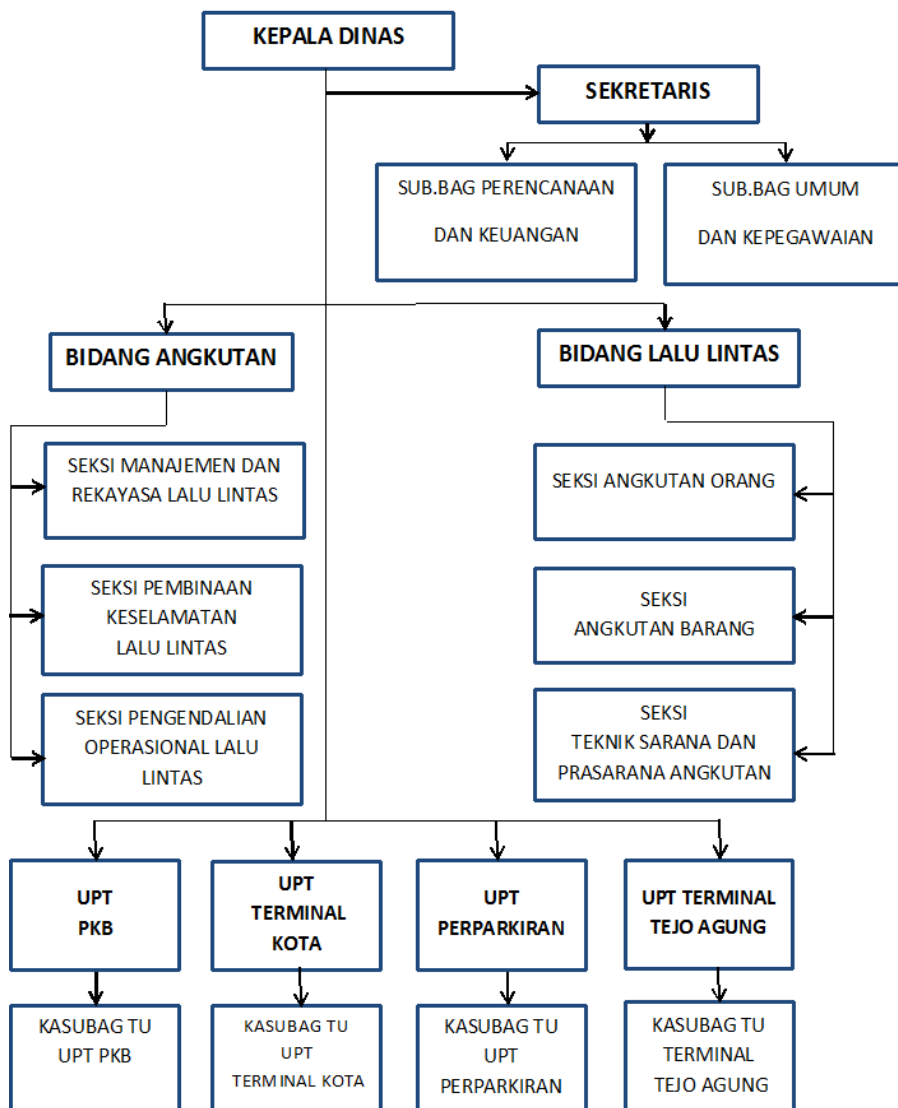 KEPALA DINAS
SEKRETARIS
SUB.BAG PERENCANAAN
DAN KEUANGAN
SUB.BAG UMUM
DAN KEPEGAWAIAN
BIDANG ANGKUTAN
BIDANG LALU LINTAS
SEKSI MANAJEMEN DAN
REKAYASA LALU LINTAS
SEKSI ANGKUTAN ORANG
SEKSI PEMBINAAN
KESELAMATAN
LALU LINTAS
SEKSI
ANGKUTAN BARANG
SEKSI PENGENDALIAN
OPERASIONAL LALU
LINTAS
SEKSI
TEKNIK SARANA DAN
PRASARANA ANGKUTAN
UPT
PKB
UPT
TERMINAL
KOTA
UPT
PERPARKIRAN
UPT TERMINAL
TEJO AGUNG
KASUBAG TU
UPT PKB
KASUBAG TU
UPT
TERMINAL KOTA
KASUBAG TU
UPT
PERPARKIRAN
KASUBAG TU
TERMINAL
TEJO AGUNG